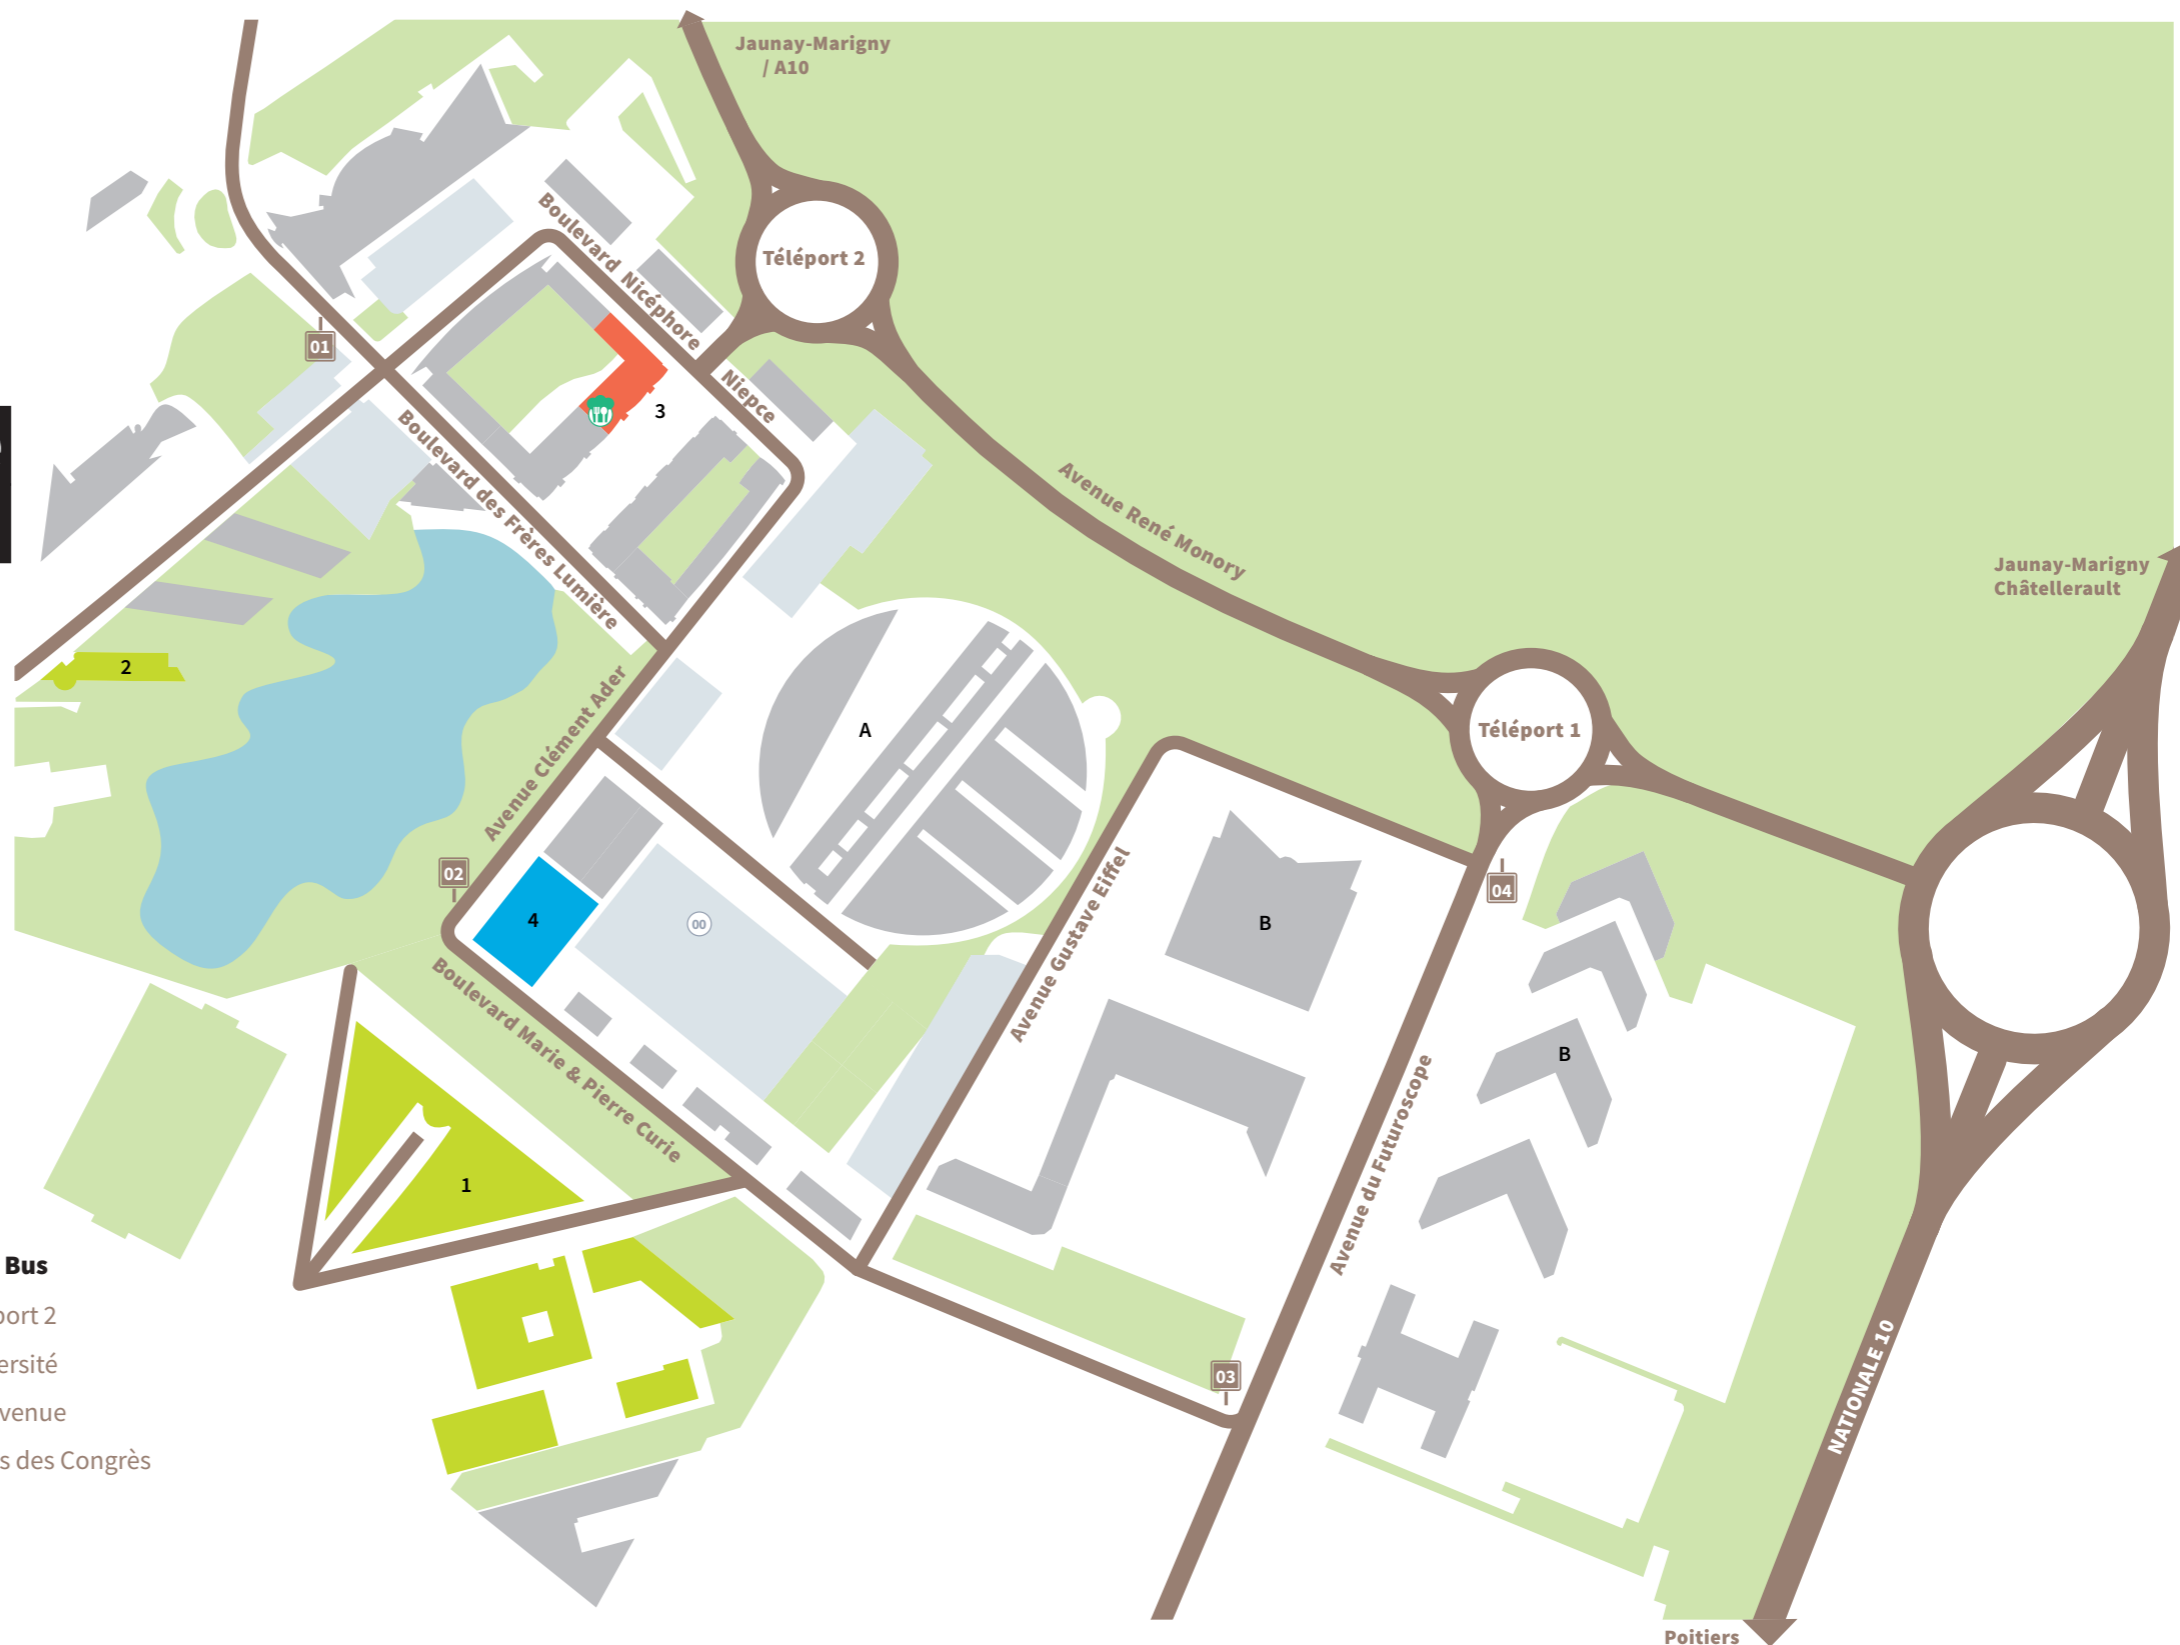 Jaunay-Marigny
/ A10
Téléport 2
Boulevard Nicéphore
Niepce
01
3
Boulevard des Frères Lumière
Avenue René Monory
Jaunay-Marigny
Châtellerault
2
Avenue Clément Ader
A
Téléport 1
02
4
00
04
B
Avenue Gustave Eiffel
Boulevard Marie & Pierre Curie
B
1
Avenue du Futuroscope
Bus
port 2
ersité
venue
s des Congrès
03
NATIONALE 10
Poitiers